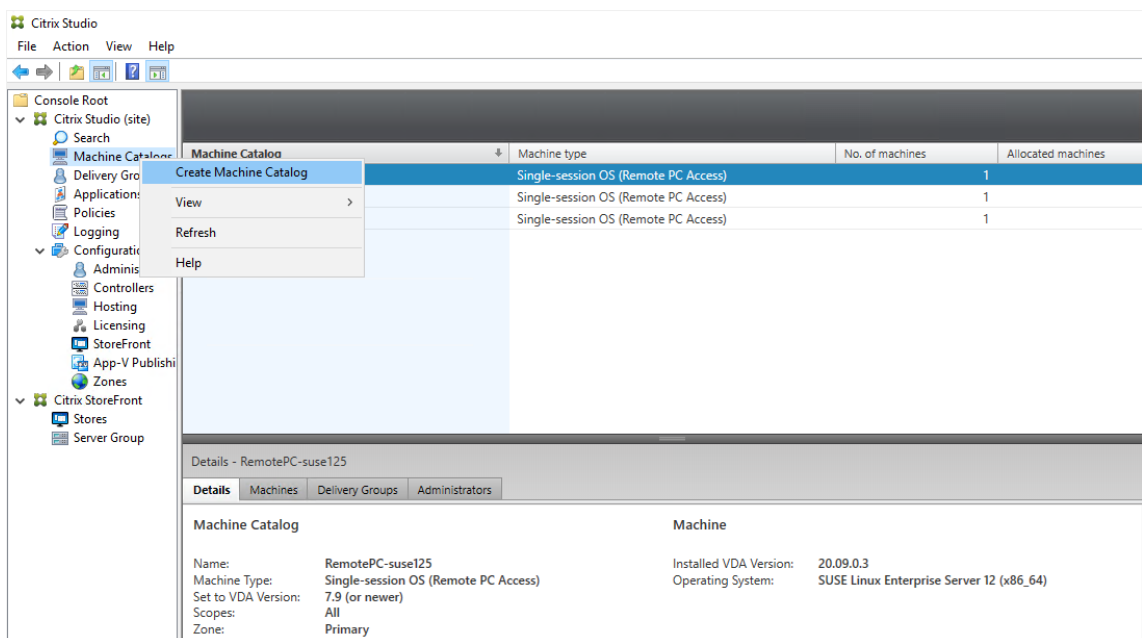 Citrix Studio
File Action View Help
Console Root
Citrix Studio (site)
Search
Machine Catalogs
Delivery Gro
Applications
Policies
Logging
Configuratio
Adminis
Controllers
Hosting
Licensing
StoreFront
App-V Publishi
Zones
Citrix StoreFront
Stores
Server Group
Create Machine Catalog
View
Refresh
Help
Machine Catalog Machine type No. of machines Allocated machines
Single-session OS (Remote PC Access) 1
Single-session OS (Remote PC Access) 1
Single-session OS (Remote PC Access) 1
Details - RemotePC-suse125
Details Machines Delivery Groups Administrators
Machine Catalog
Name: RemotePC-suse125
Machine Type: Single-session OS (Remote PC Access)
Set to VDA Version: 7.9 (or newer)
Scopes: All
Zone: Primary
Machine
Installed VDA Version: 20.09.0.3
Operating System: SUSE Linux Enterprise Server 12 (x86_64)